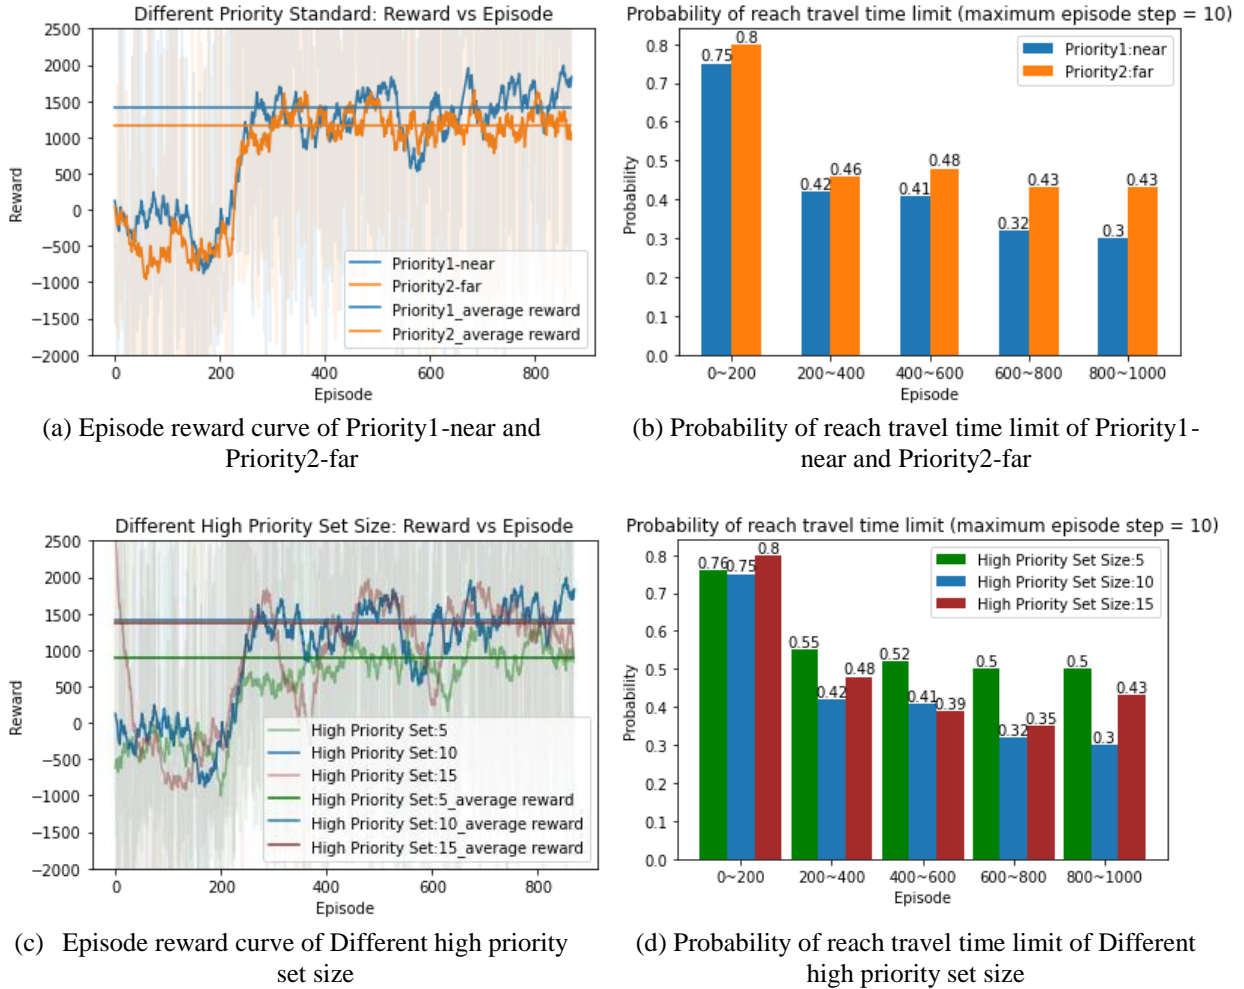 Different Priority Standard: Reward vs Episode
2500
2000
1500
1000
500
0
−500
−1000
−1500
−2000
Reward
0
200
400
600
800
Episode
Priority1-near
Priority2-far
Priority1_average reward
Priority2_average reward
(a) Episode reward curve of Priority1-near and
Priority2-far
Probability of reach travel time limit (maximum episode step = 10)
0.8
0.7
0.6
0.5
0.4
0.3
0.2
0.1
0.0
Probability
0.75
0.8
0.42
0.46
0.41
0.48
0.32
0.43
0.3
0.43
Priority1:near
Priority2:far
0~200
200~400
400~600
600~800
800~1000
Episode
(b) Probability of reach travel time limit of Priority1-
near and Priority2-far
Different High Priority Set Size: Reward vs Episode
2500
2000
1500
1000
500
0
−500
−1000
−1500
−2000
Reward
0
200
400
600
800
Episode
High Priority Set:5
High Priority Set:10
High Priority Set:15
High Priority Set:5_average reward
High Priority Set:10_average reward
High Priority Set:15_average reward
(c) Episode reward curve of Different high priority
set size
Probability of reach travel time limit (maximum episode step = 10)
0.8
0.7
0.6
0.5
0.4
0.3
0.2
0.1
0.0
Probability
0.76
0.75
0.8
0.55
0.42
0.48
0.52
0.41
0.39
0.5
0.32
0.35
0.5
0.3
0.43
High Priority Set Size:5
High Priority Set Size:10
High Priority Set Size:15
0~200
200~400
400~600
600~800
800~1000
Episode
(d) Probability of reach travel time limit of Different
high priority set size